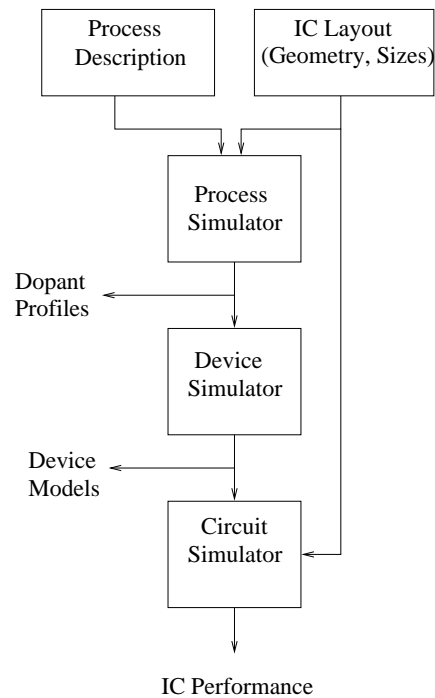 Process
Description
IC Layout
(Geometry, Sizes)
Process
Simulator
Dopant
Profiles
Device
Simulator
Device
Models
Circuit
Simulator
IC Performance